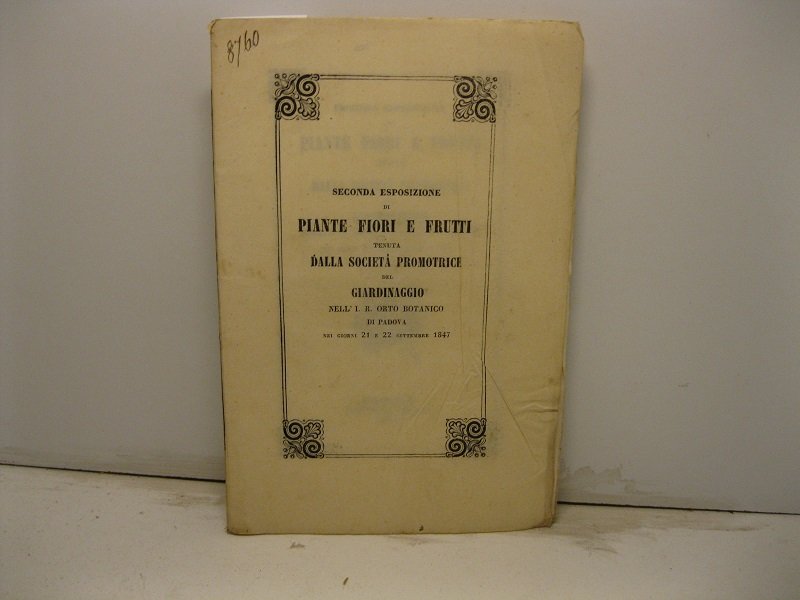 8760
SECONDA ESPOSIZIONE
DI
PIANTE FIORI E FRUTTI
TENUTA
DALLA SOCIETÀ PROMOTRICE
DEL
GIARDINAGGIO
NELL' I. R. ORTO BOTANICO
DI PADOVA
NEI GIORNI 21 E 22 SETTEMBRE 1847